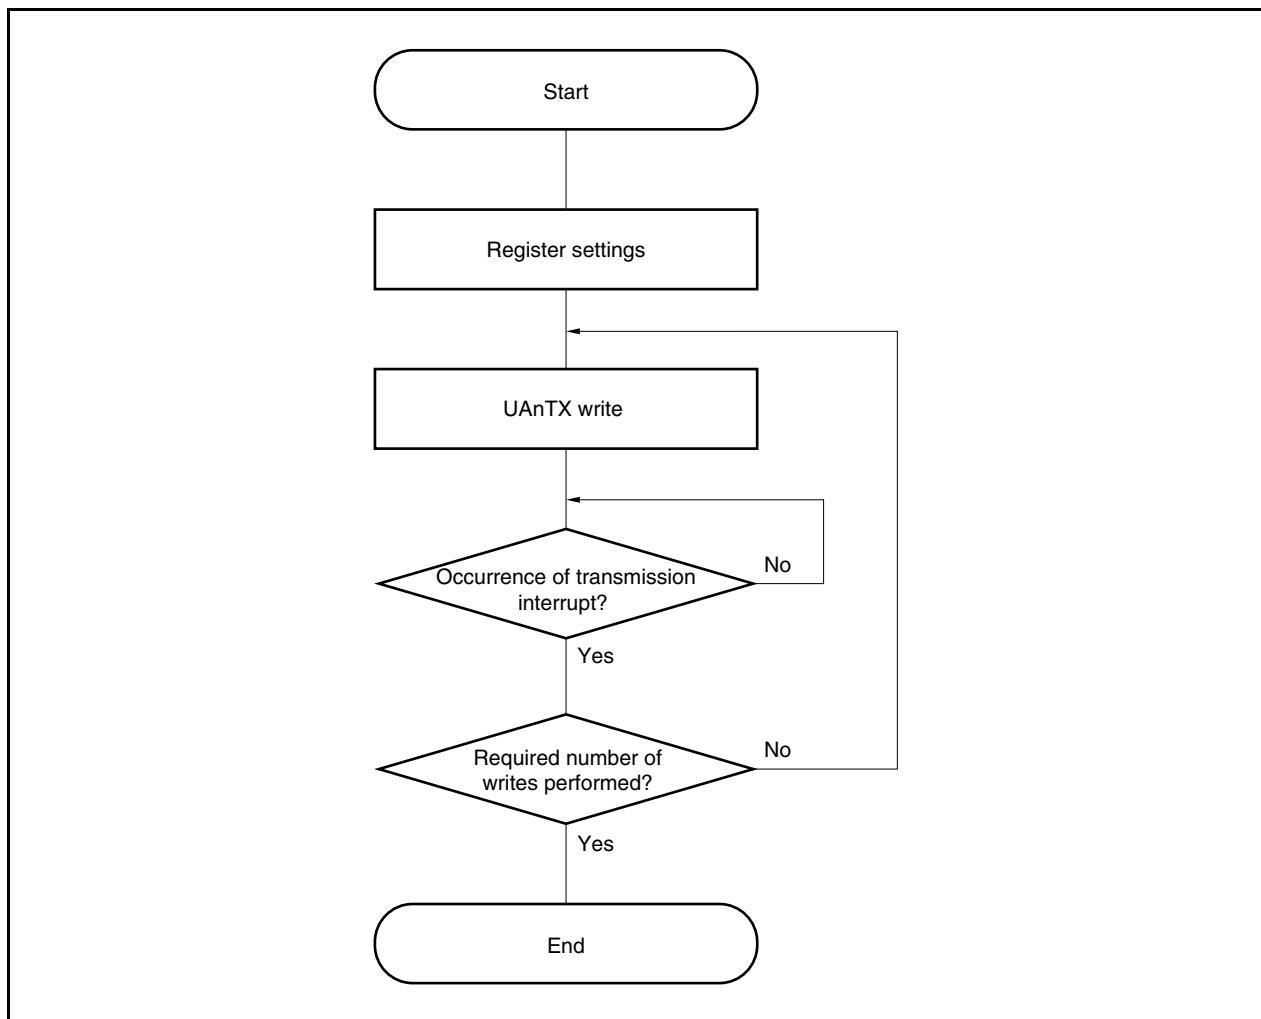 Start
Register settings
UAnTX write
Occurrence of transmission
interrupt?
No
Yes
Required number of
writes performed?
No
Yes
End